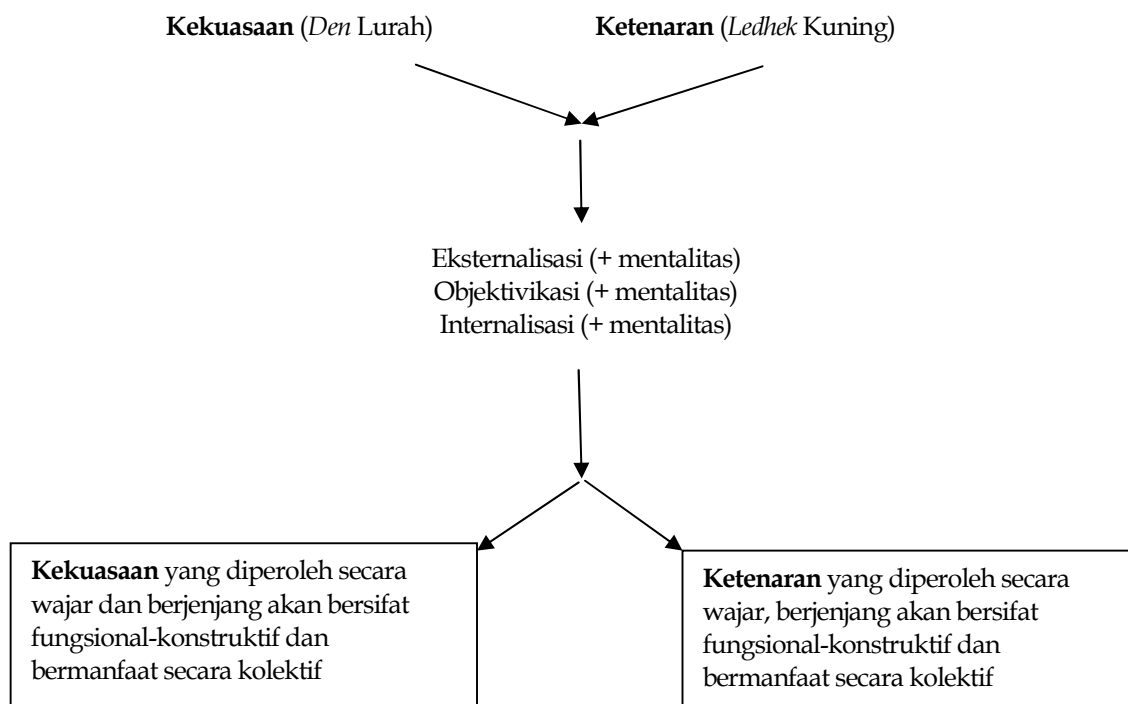 Kekuasaan (Den Lurah)
Ketenaran (Ledhek Kuning)
Eksternalisasi (+ mentalitas)
Objektivikasi (+ mentalitas)
Internalisasi (+ mentalitas)
Kekuasaan yang diperoleh secara
wajar dan berjenjang akan bersifat
fungsional-konstruktif dan
bermanfaat secara kolektif
Ketenaran yang diperoleh secara
wajar, berjenjang akan bersifat
fungsional-konstruktif dan
bermanfaat secara kolektif